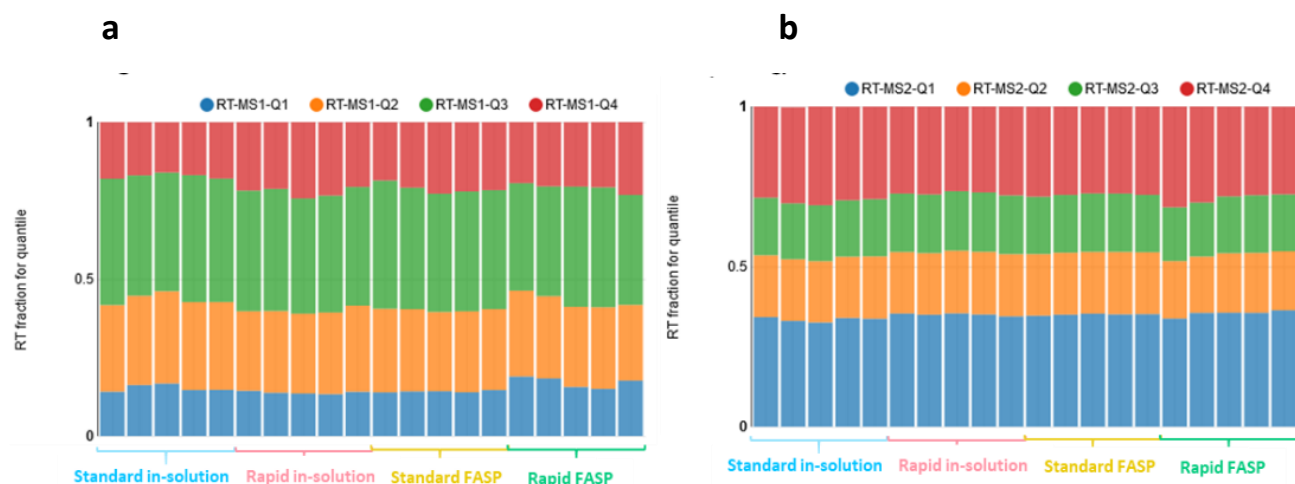 a
b
RT-MS1-Q1 RT-MS1-Q2 RT-MS1-Q3 RT-MS1-Q4
RT-MS2-Q1 RT-MS2-Q2 RT-MS2-Q3 RT-MS2-Q4
1
0.5
0
RT fraction for quantile
1
0.5
0
RT fraction for quantile
Standard in-solution Rapid in-solution Standard FASP Rapid FASP
Standard in-solution Rapid in-solution Standard FASP Rapid FASP